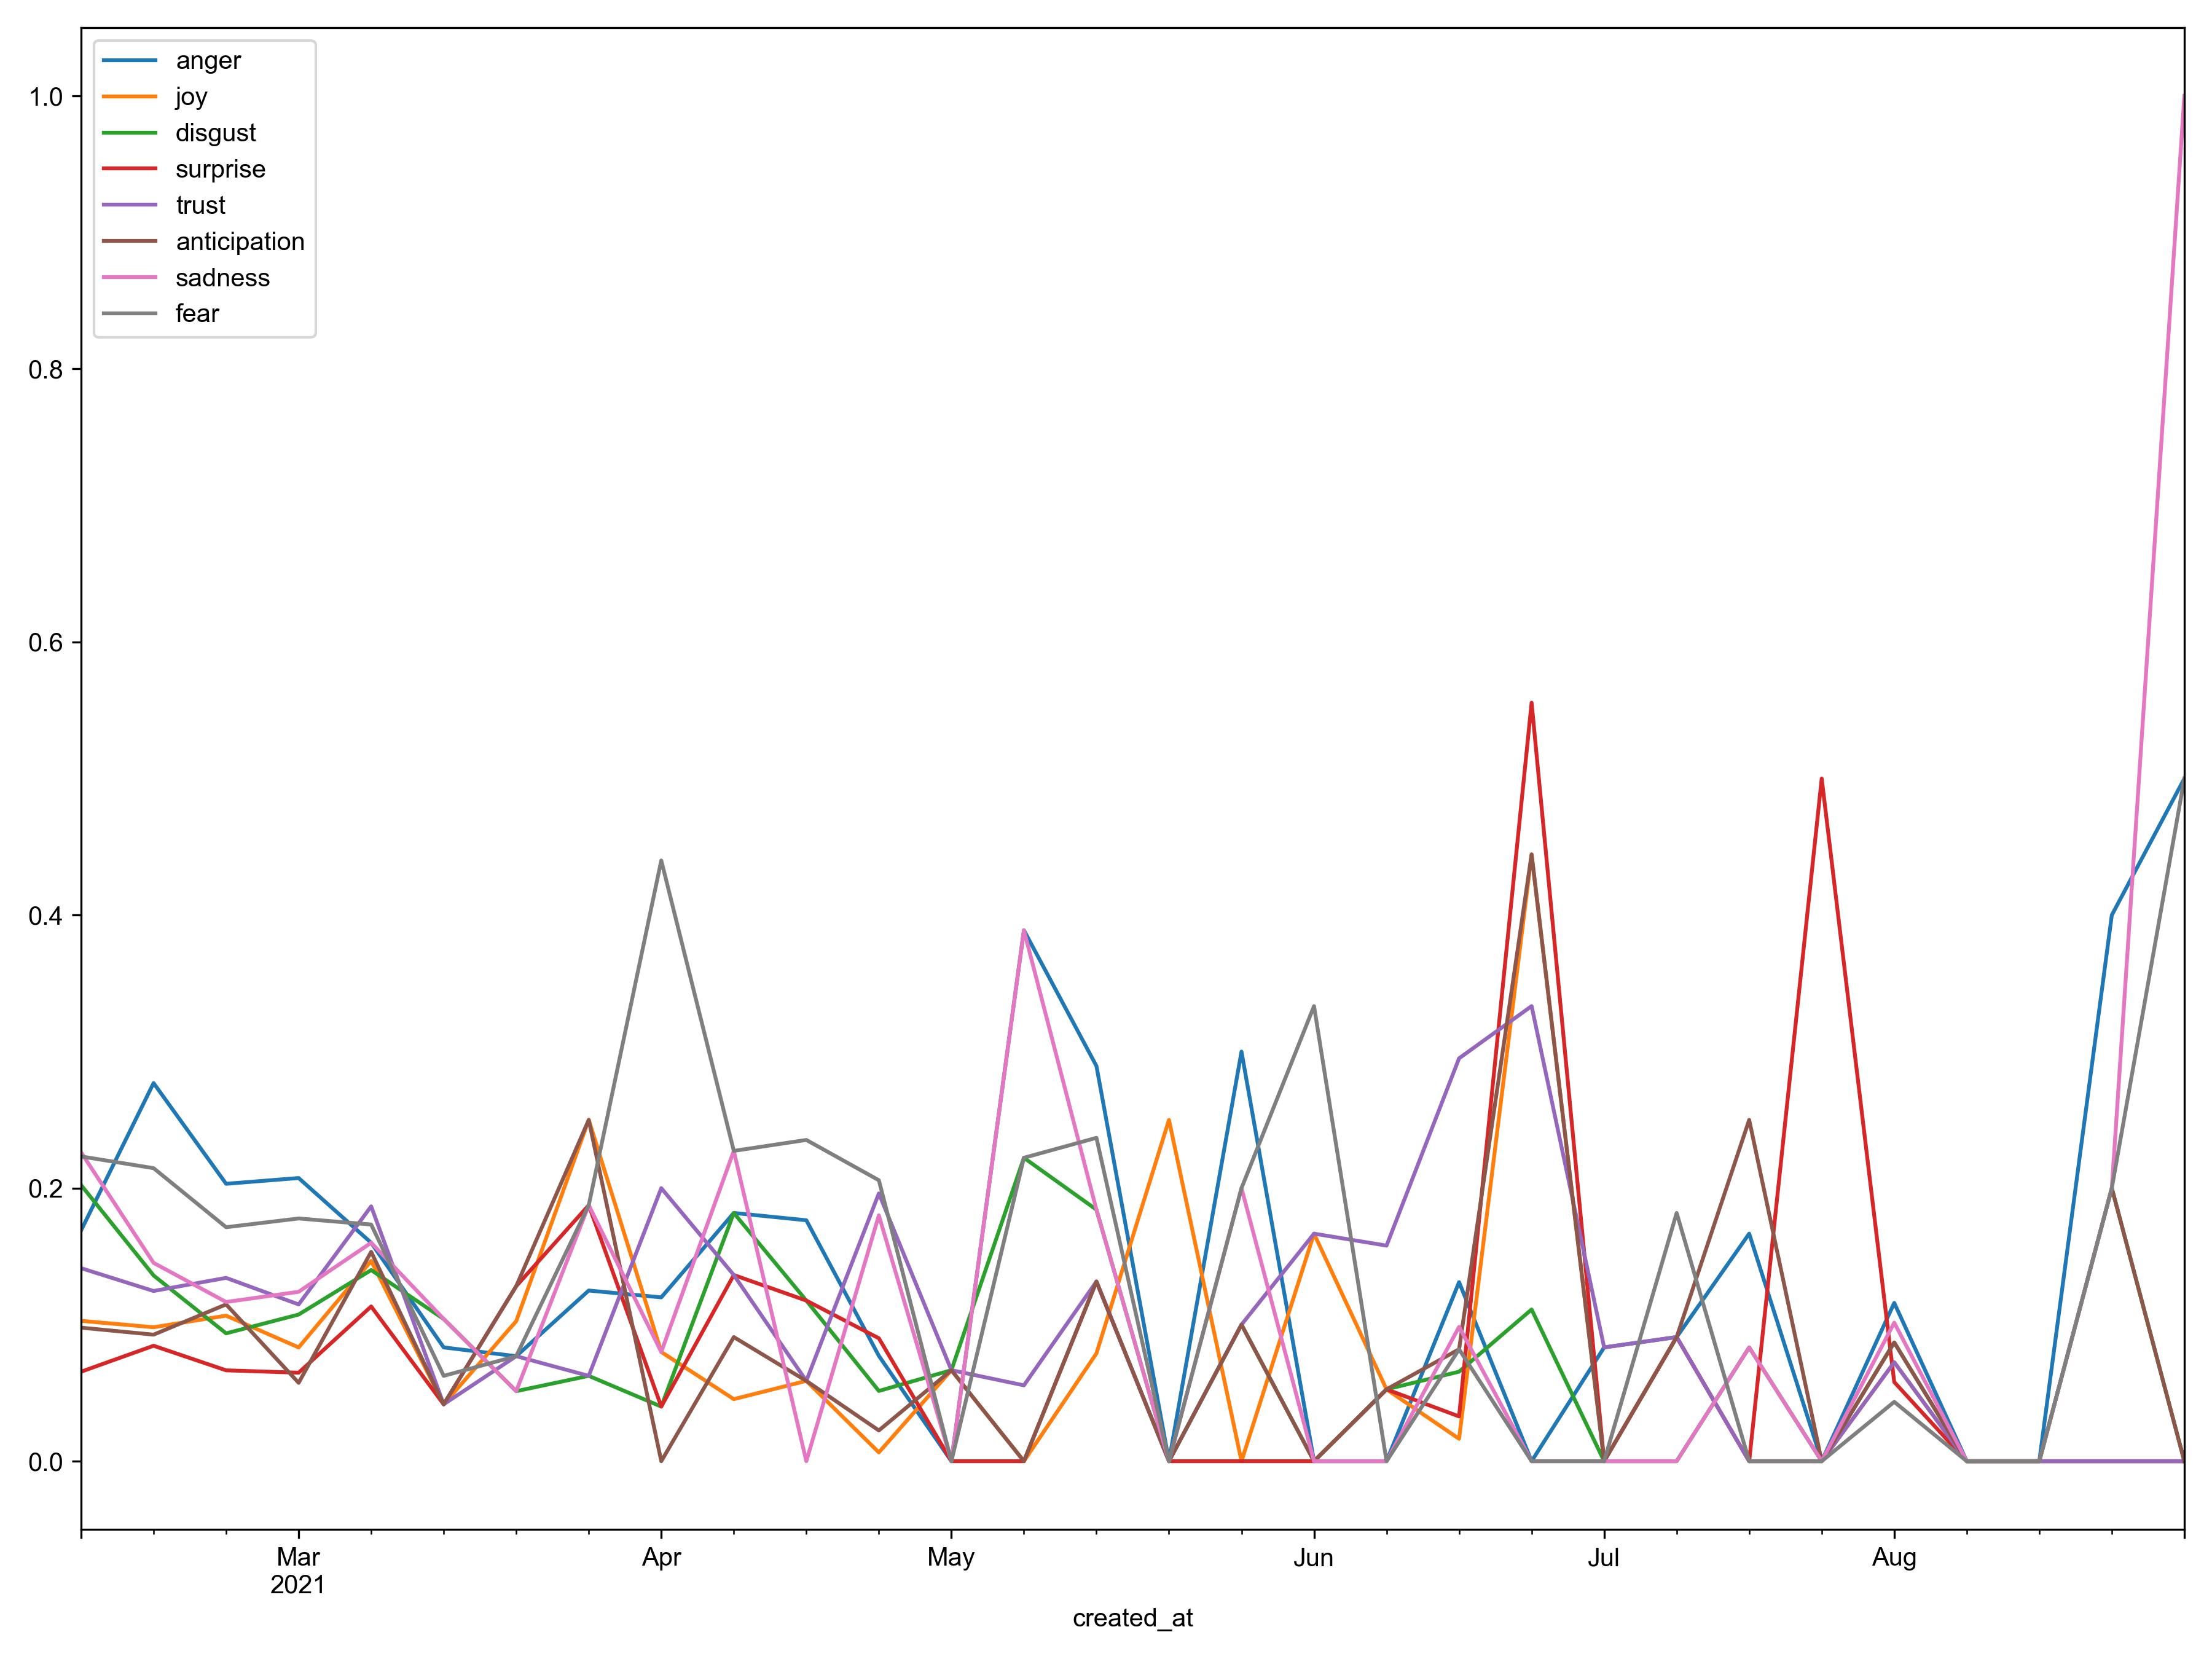 anger
joy
disgust
surprise
trust
anticipation
sadness
fear
1.0
0.8
0.6
0.4
0.2
0.0
Mar Apr May Jun Jul Aug
2021
created_at